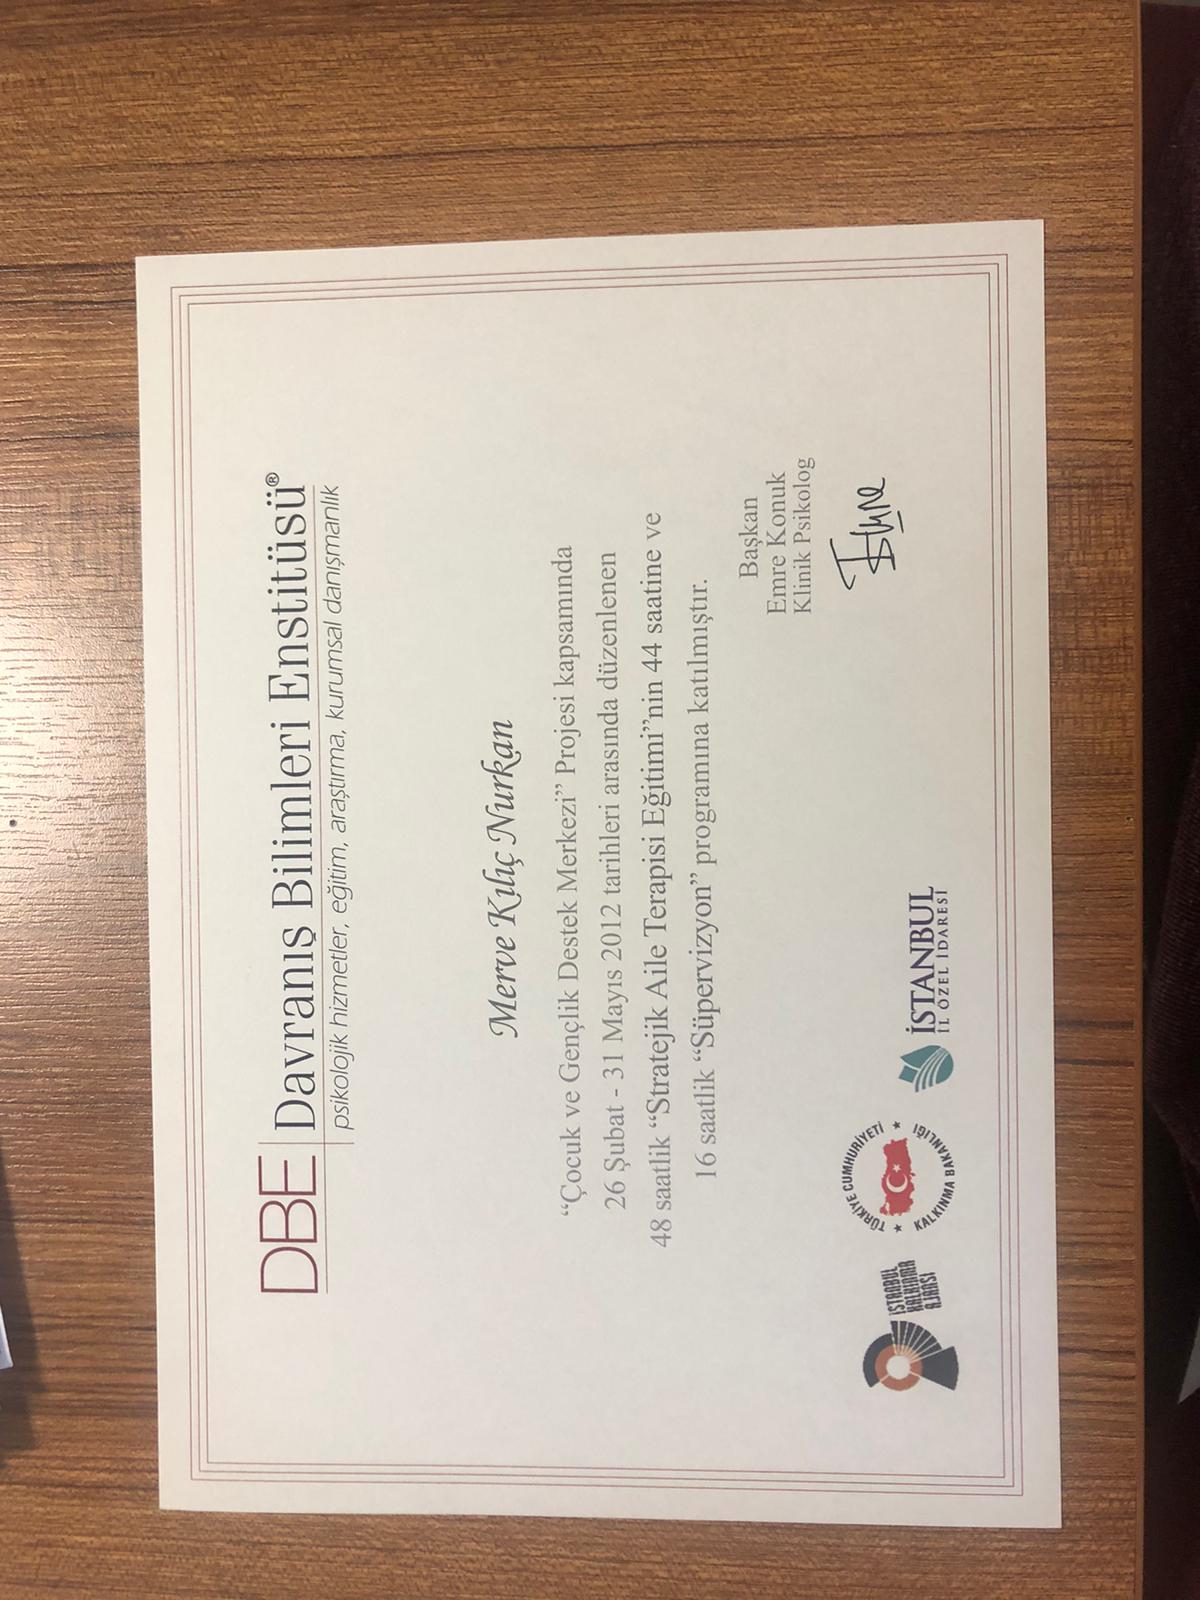 DBE Davranış Bilimleri Enstitüsü®
psikolojik hizmetler, eğitim, araştırma, kurumsal danışmanlık
Merve Kılıç Nurkan
“Çocuk ve Gençlik Destek Merkezi” Projesi kapsamında
26 Şubat - 31 Mayıs 2012 tarihleri arasında düzenlenen
48 saatlik “Stratejik Aile Terapisi Eğitimi”nin 44 saatine ve
16 saatlik “Süpervizyon” programına katılmıştır.
Başkan
Emre Konuk
Klinik Psikolog
İSTANBUL
KALKINMA
AJANSI
TÜRKİYE CUMHURİYETİ
KALKINMA BAKANLIĞI
İSTANBUL
İL ÖZEL İDARESİ